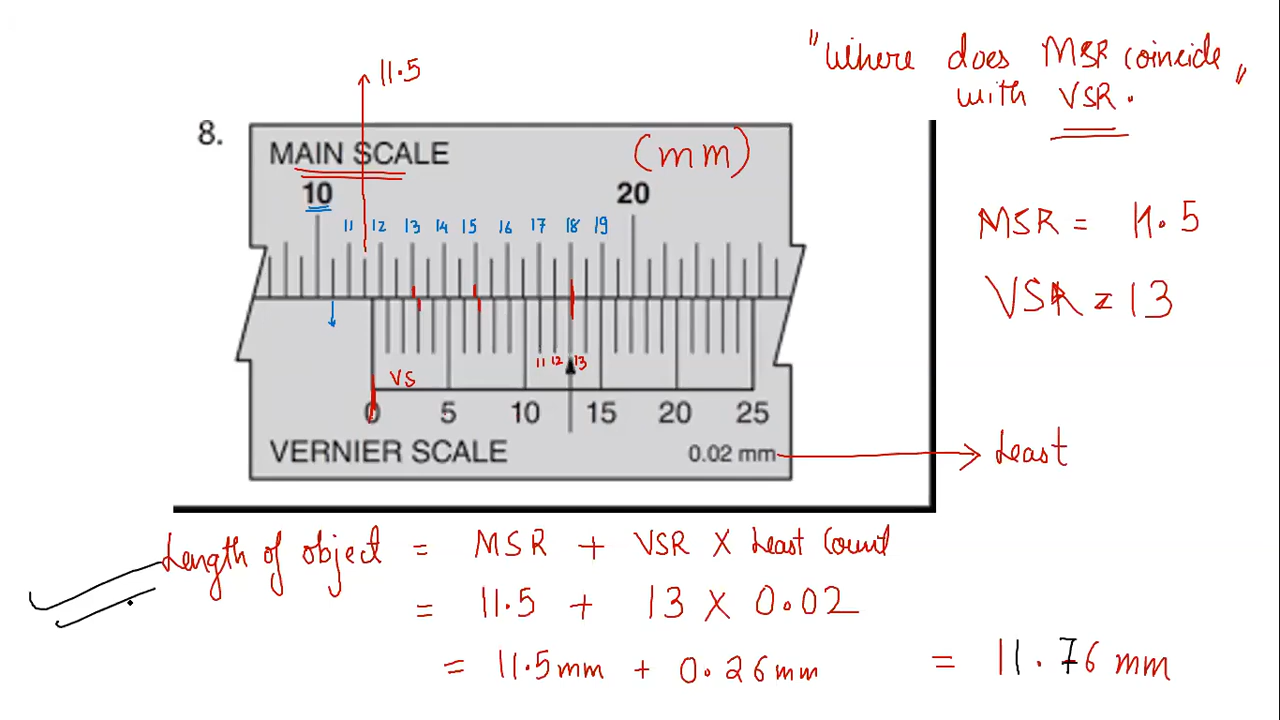 "Where does MSR coincide"
with VSR.
11.5
8.
MAIN SCALE
(mm)
10
20
11 12 13 14 15 16 17 18 19
MSR = 11.5
VSR = 13
11 12 13
VS
0 5 10 15 20 25
VERNIER SCALE
0.02 mm
Least
Length of object = MSR + VSR X Least Count
= 11.5 + 13 X 0.02
= 11.5mm + 0.26mm = 11.76 mm